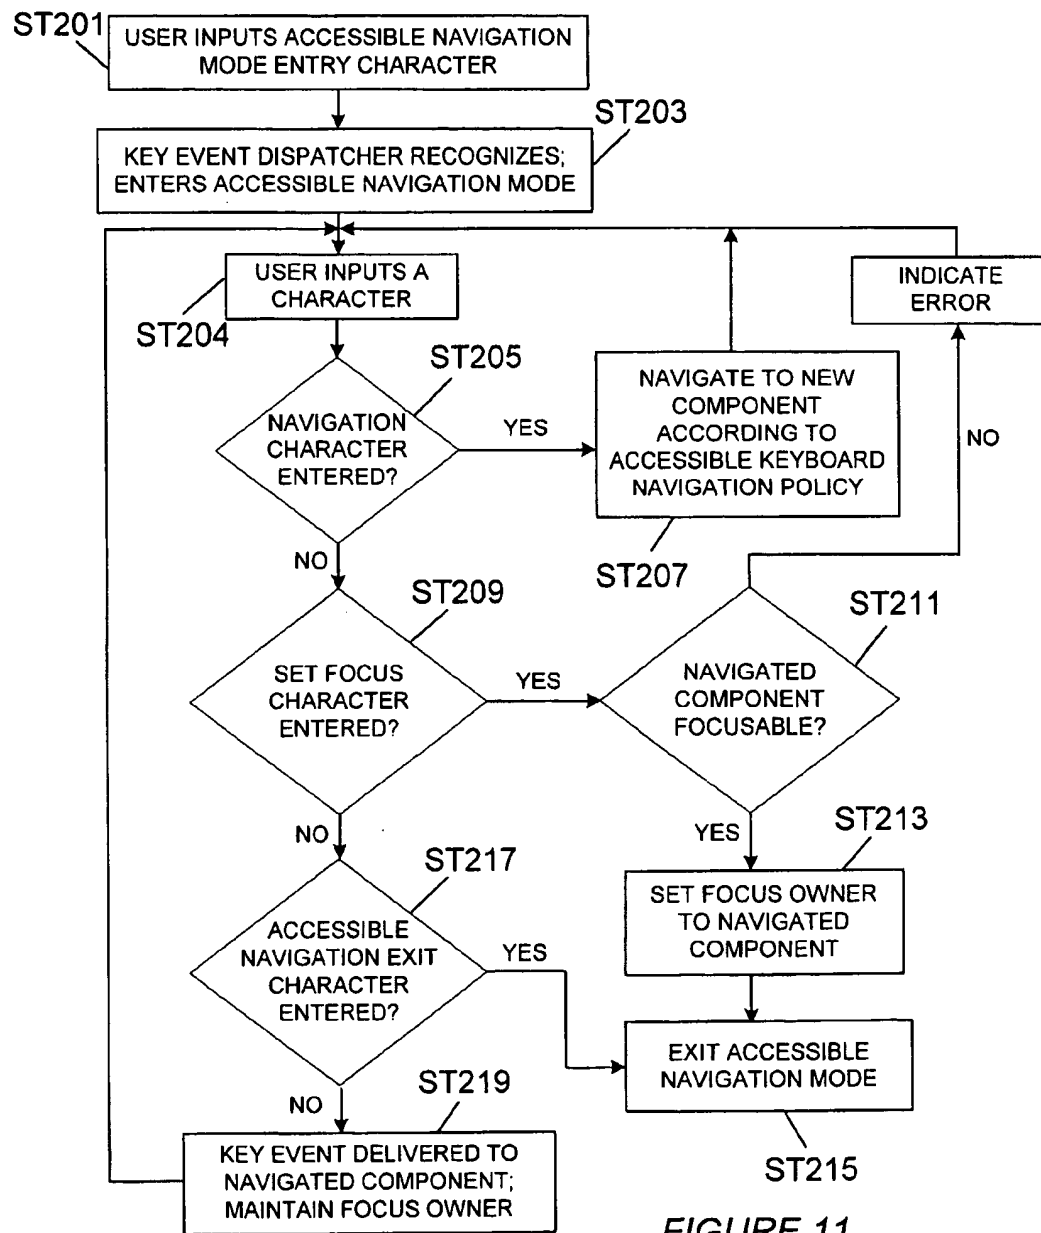 ST201
USER INPUTS ACCESSIBLE NAVIGATION
MODE ENTRY CHARACTER
ST203
KEY EVENT DISPATCHER RECOGNIZES;
ENTERS ACCESSIBLE NAVIGATION MODE
USER INPUTS A
CHARACTER
ST204
INDICATE
ERROR
ST205
NAVIGATION
CHARACTER
ENTERED?
YES
NAVIGATE TO NEW
COMPONENT
ACCORDING TO
ACCESSIBLE KEYBOARD
NAVIGATION POLICY
NO
ST207
NO
ST209
SET FOCUS
CHARACTER
ENTERED?
YES
ST211
NAVIGATED
COMPONENT
FOCUSABLE?
NO
YES
ST213
SET FOCUS OWNER
TO NAVIGATED
COMPONENT
ST217
ACCESSIBLE
NAVIGATION EXIT
CHARACTER
ENTERED?
YES
EXIT ACCESSIBLE
NAVIGATION MODE
ST215
NO
ST219
KEY EVENT DELIVERED TO
NAVIGATED COMPONENT;
MAINTAIN FOCUS OWNER
FIGURE 11